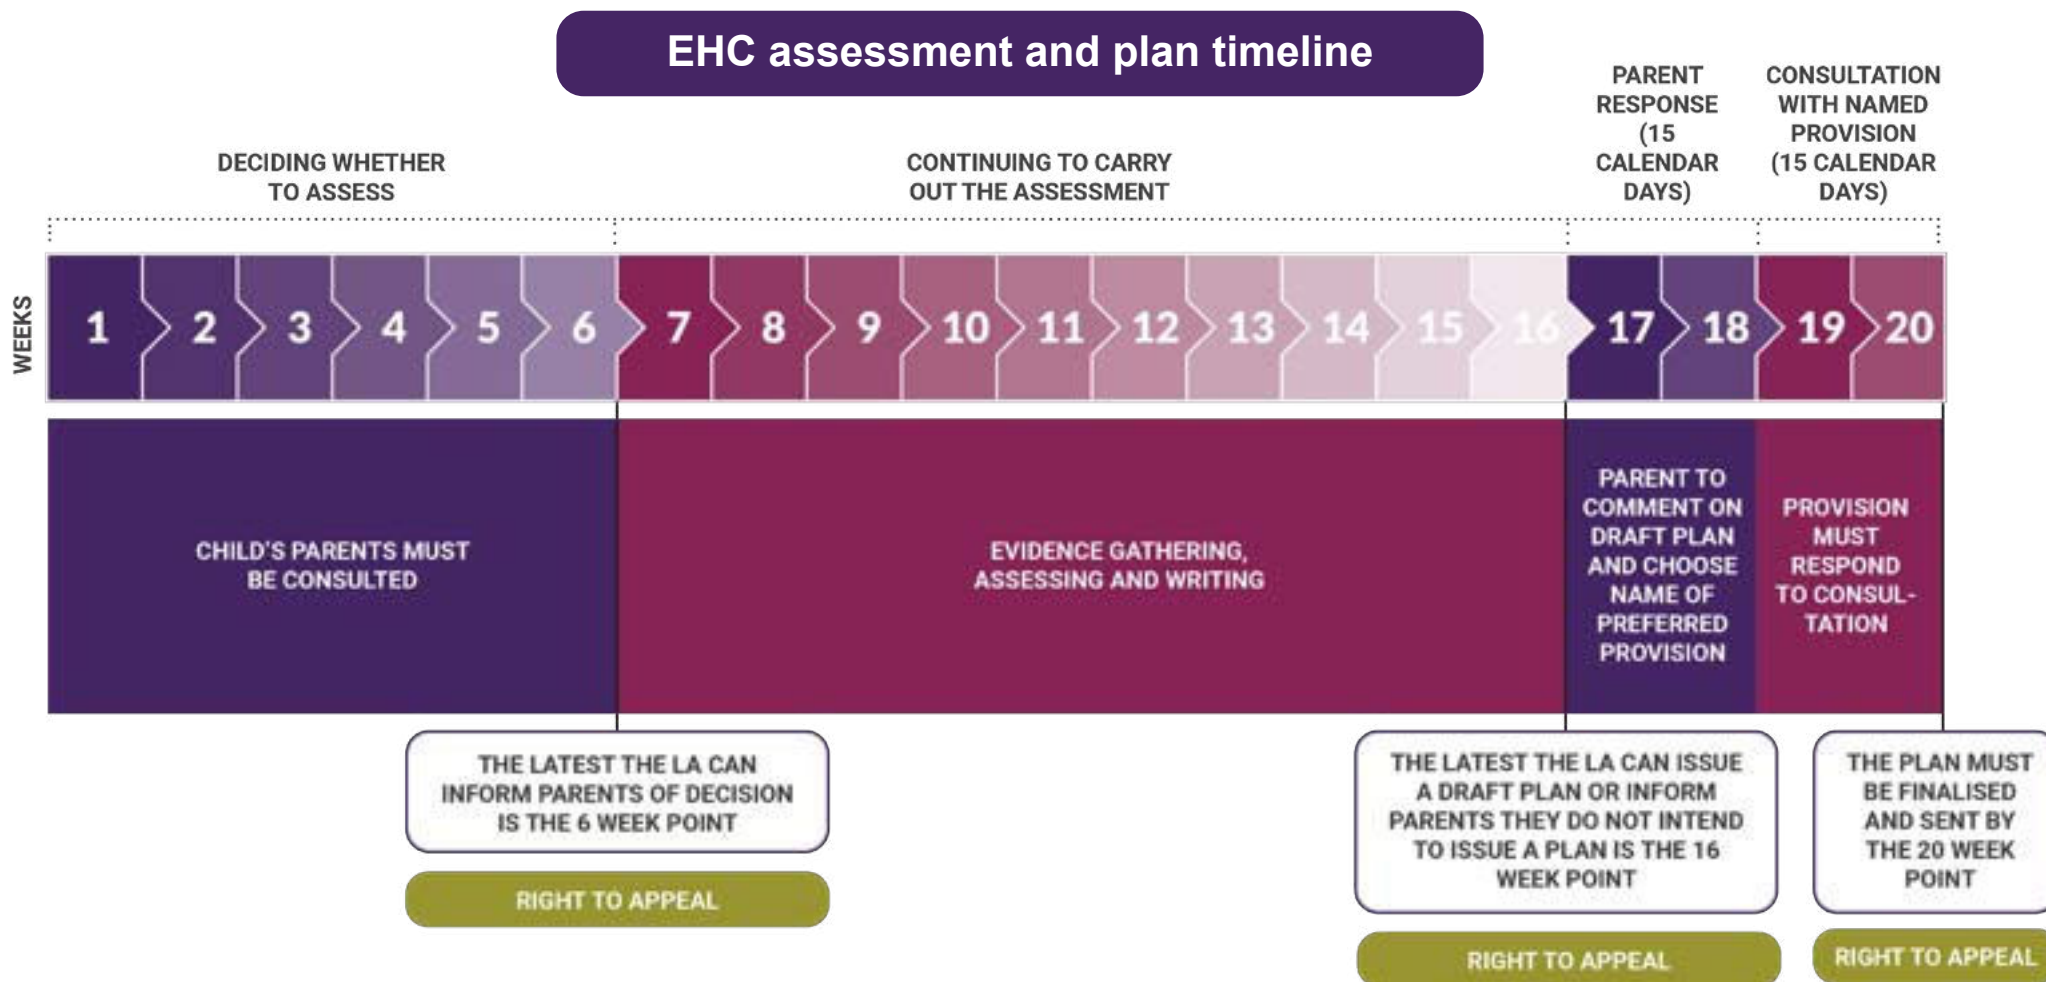 EHC assessment and plan timeline
DECIDING WHETHER
TO ASSESS
CONTINUING TO CARRY
OUT THE ASSESSMENT
PARENT
RESPONSE
(15
CALENDAR
DAYS)
CONSULTATION
WITH NAMED
PROVISION
(15 CALENDAR
DAYS)
WEEKS
1 2 3 4 5 6 7 8 9 10 11 12 13 14 15 16 17 18 19 20
CHILD'S PARENTS MUST
BE CONSULTED
EVIDENCE GATHERING,
ASSESSING AND WRITING
PARENT TO
COMMENT ON
DRAFT PLAN
AND CHOOSE
NAME OF
PREFERRED
PROVISION
PROVISION
MUST
RESPOND
TO CONSUL-
TATION
THE LATEST THE LA CAN
INFORM PARENTS OF DECISION
IS THE 6 WEEK POINT
RIGHT TO APPEAL
THE LATEST THE LA CAN ISSUE
A DRAFT PLAN OR INFORM
PARENTS THEY DO NOT INTEND
TO ISSUE A PLAN IS THE 16
WEEK POINT
RIGHT TO APPEAL
THE PLAN MUST
BE FINALISED
AND SENT BY
THE 20 WEEK
POINT
RIGHT TO APPEAL